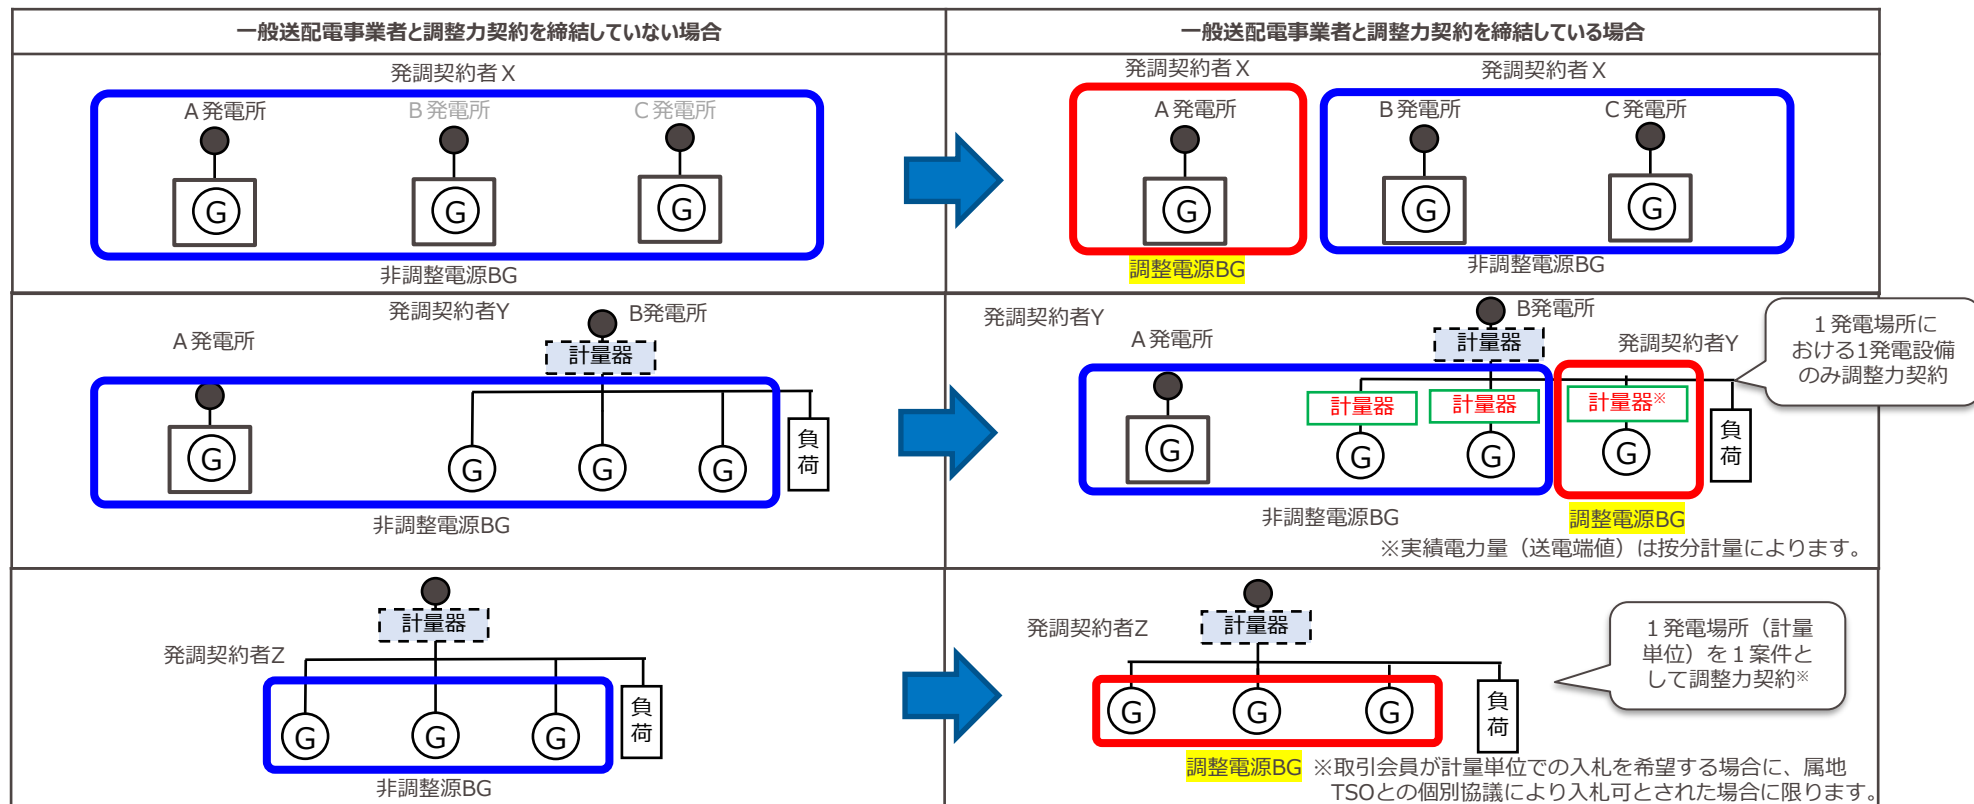 一般送配電事業者と調整力契約を締結していない場合
一般送配電事業者と調整力契約を締結している場合
発調契約者X
A発電所
B発電所
C発電所
G
G
G
非調整電源BG
発調契約者X
発調契約者X
A発電所
B発電所
C発電所
G
G
G
調整電源BG
非調整電源BG
発調契約者Y
B発電所
A発電所
計量器
G
G
G
G
負荷
非調整電源BG
発調契約者Y
B発電所
A発電所
計量器
発調契約者Y
1発電場所に
おける1発電設備
のみ調整力契約
計量器
計量器
計量器※
G
G
G
G
負荷
非調整電源BG
調整電源BG
※実績電力量（送電端値）は按分計量によります。
計量器
発調契約者Z
G
G
G
負荷
非調整電源BG
計量器
発調契約者Z
1発電場所（計量
単位）を1案件と
して調整力契約※
G
G
G
負荷
調整電源BG
※取引会員が計量単位での入札を希望する場合に、属地
TSOとの個別協議により入札可とされた場合に限ります。